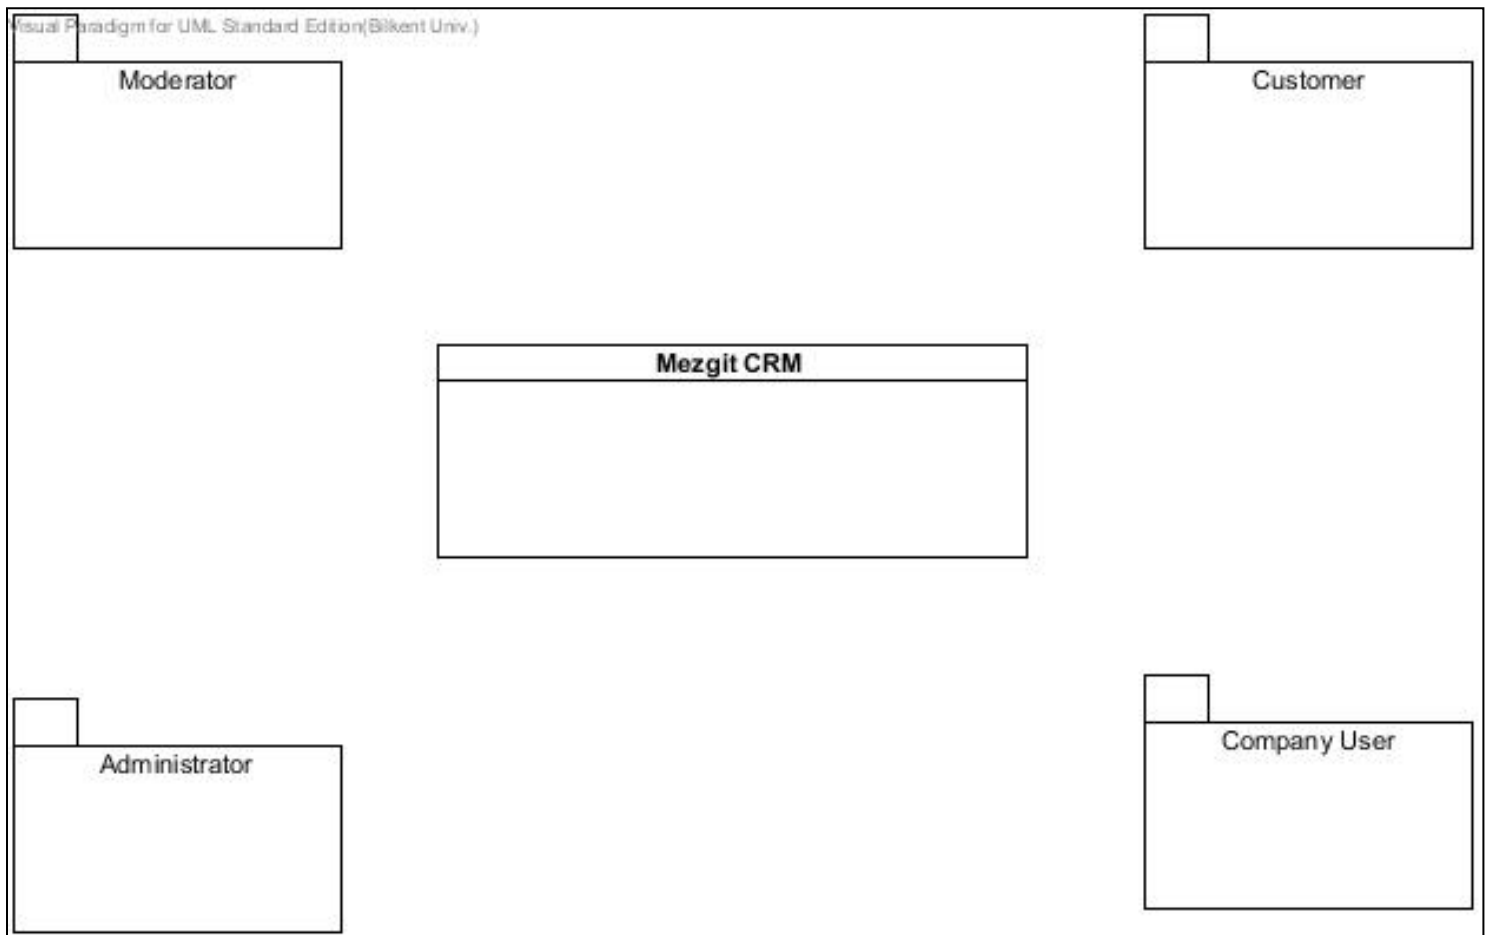 Visual Paradigm for UML Standard Edition(Bilkent Univ.)
Moderator
Customer
Mezgit CRM
Administrator
Company User